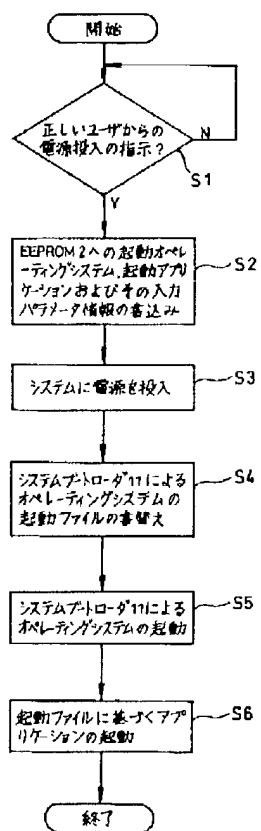 開始
正しいユーザからの
電源投入の指示?
N
S1
Y
EEPROM2への起動オペレ
ーティングシステム、起動アプリ
ケーションおよびその入力
パラメータ情報の書込み
S2
システムに電源を投入
S3
システムブートローダ17による
オペレーティングシステムの
起動ファイルの書替え
S4
システムブートローダ17による
オペレーティングシステムの起動
S5
起動ファイルに基づくアプ
リケーションの起動
S6
終了